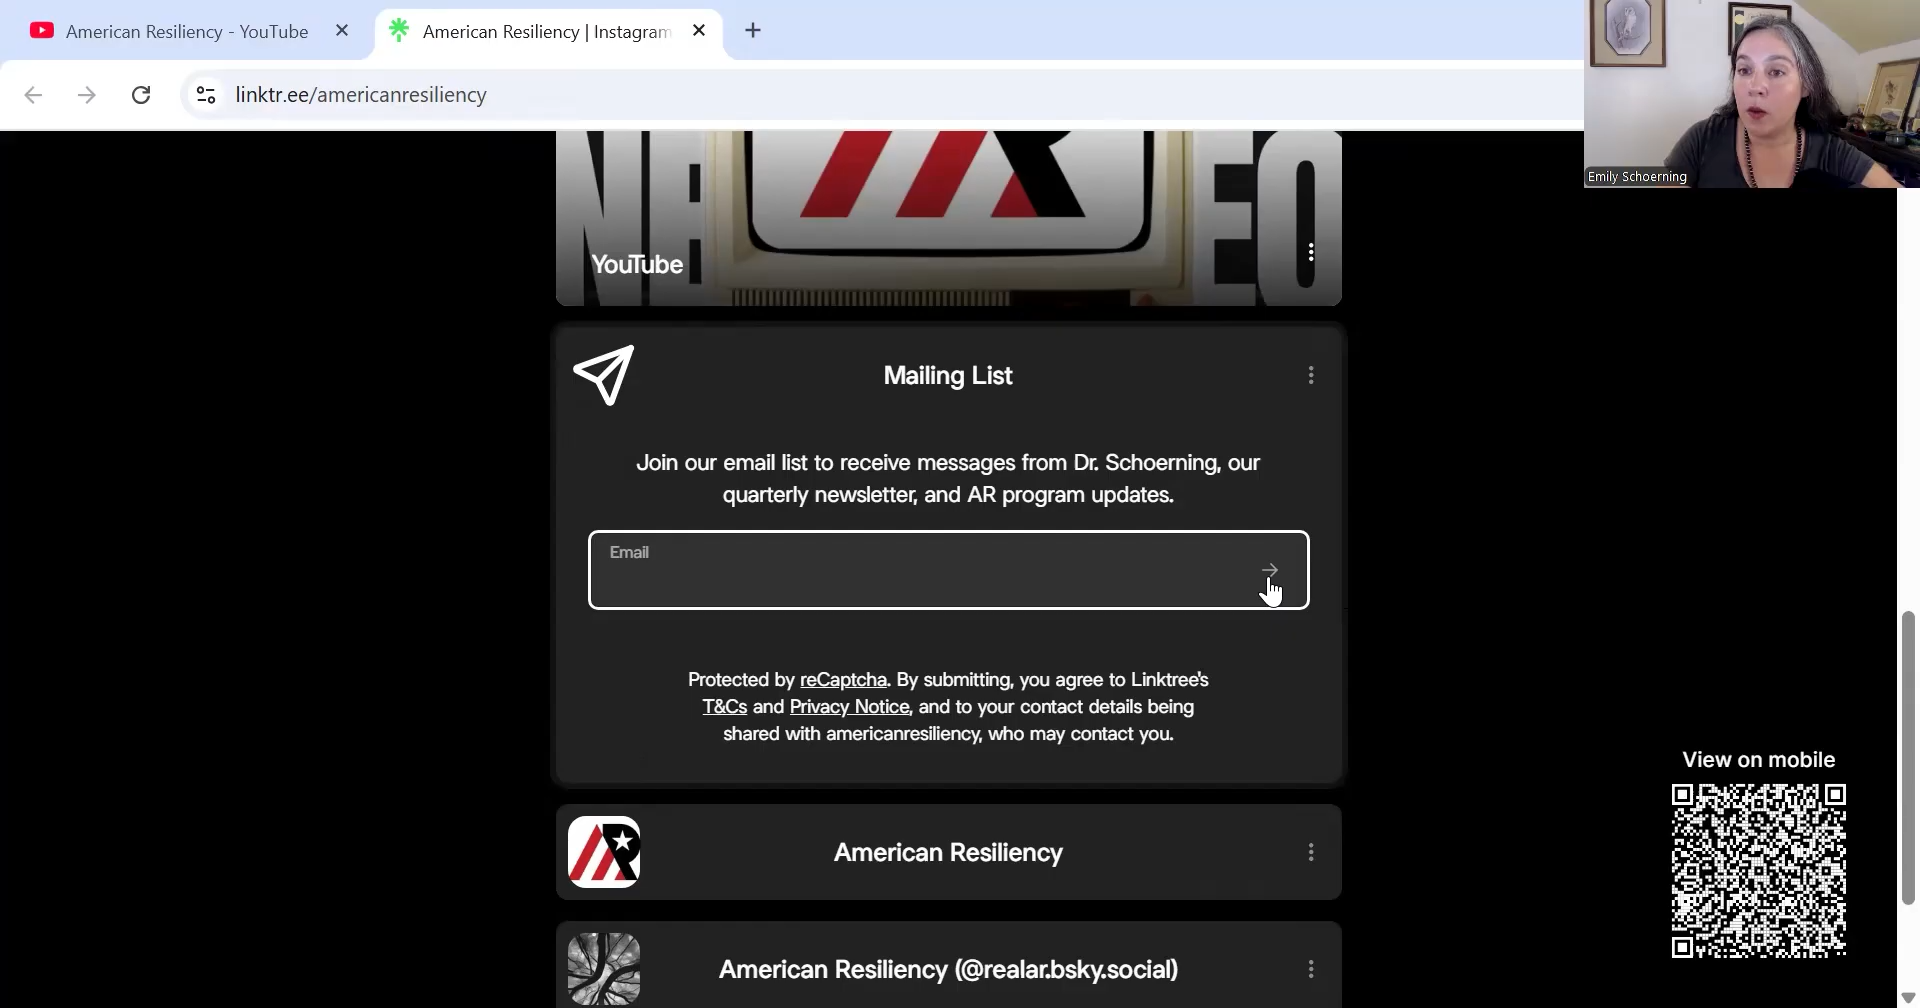 American Resiliency - YouTube
American Resiliency | Instagram
linktr.ee/americanresiliency
Emily Schoerning
YouTube
Mailing List
Join our email list to receive messages from Dr. Schoerning, our
quarterly newsletter, and AR program updates.
Email
Protected by reCaptcha. By submitting, you agree to Linktree's
T&Cs and Privacy Notice, and to your contact details being
shared with americanresiliency, who may contact you.
American Resiliency
American Resiliency (@realar.bsky.social)
View on mobile